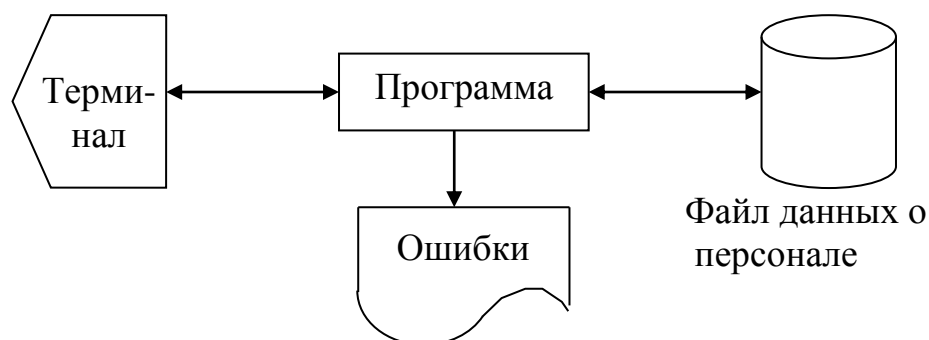 Терми-
нал
Программа
Ошибки
Файл данных о
персонале